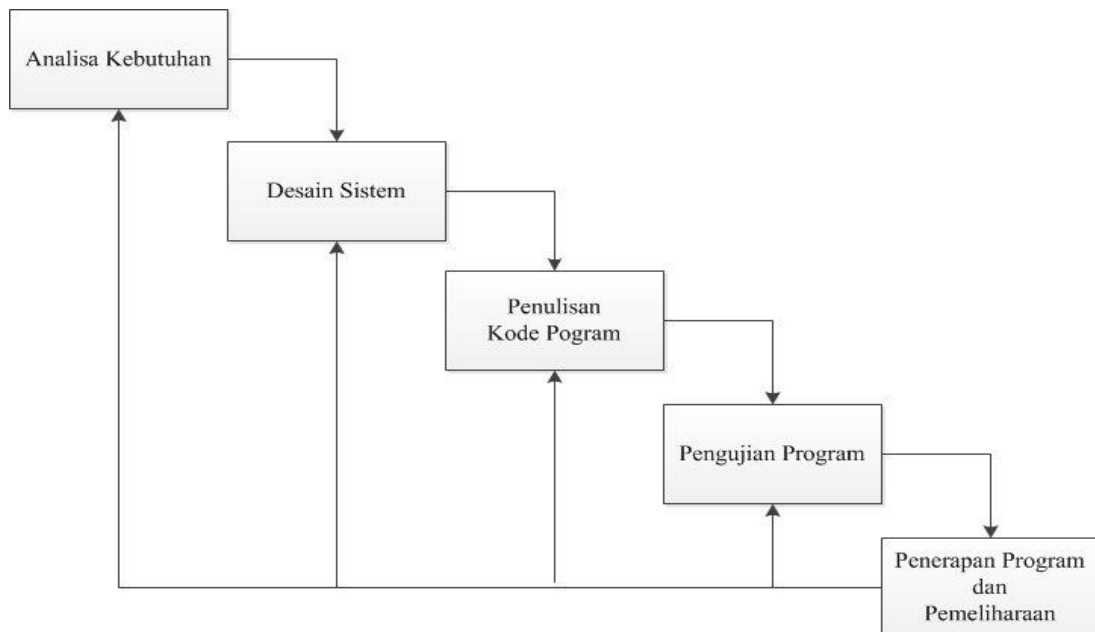 Analisa Kebutuhan
Desain Sistem
Penulisan
Kode Pogram
Pengujian Program
Penerapan Program
dan
Pemeliharaan